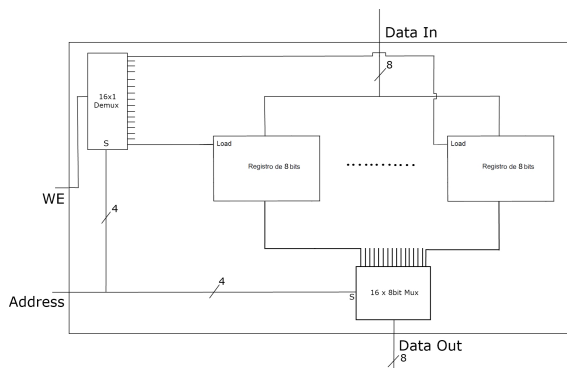 Data In
8
16x1
Demux
S
Load
Registro de 8 bits
Load
Registro de 8 bits
WE
4
4
Address
S
16 x 8bit Mux
Data Out
8